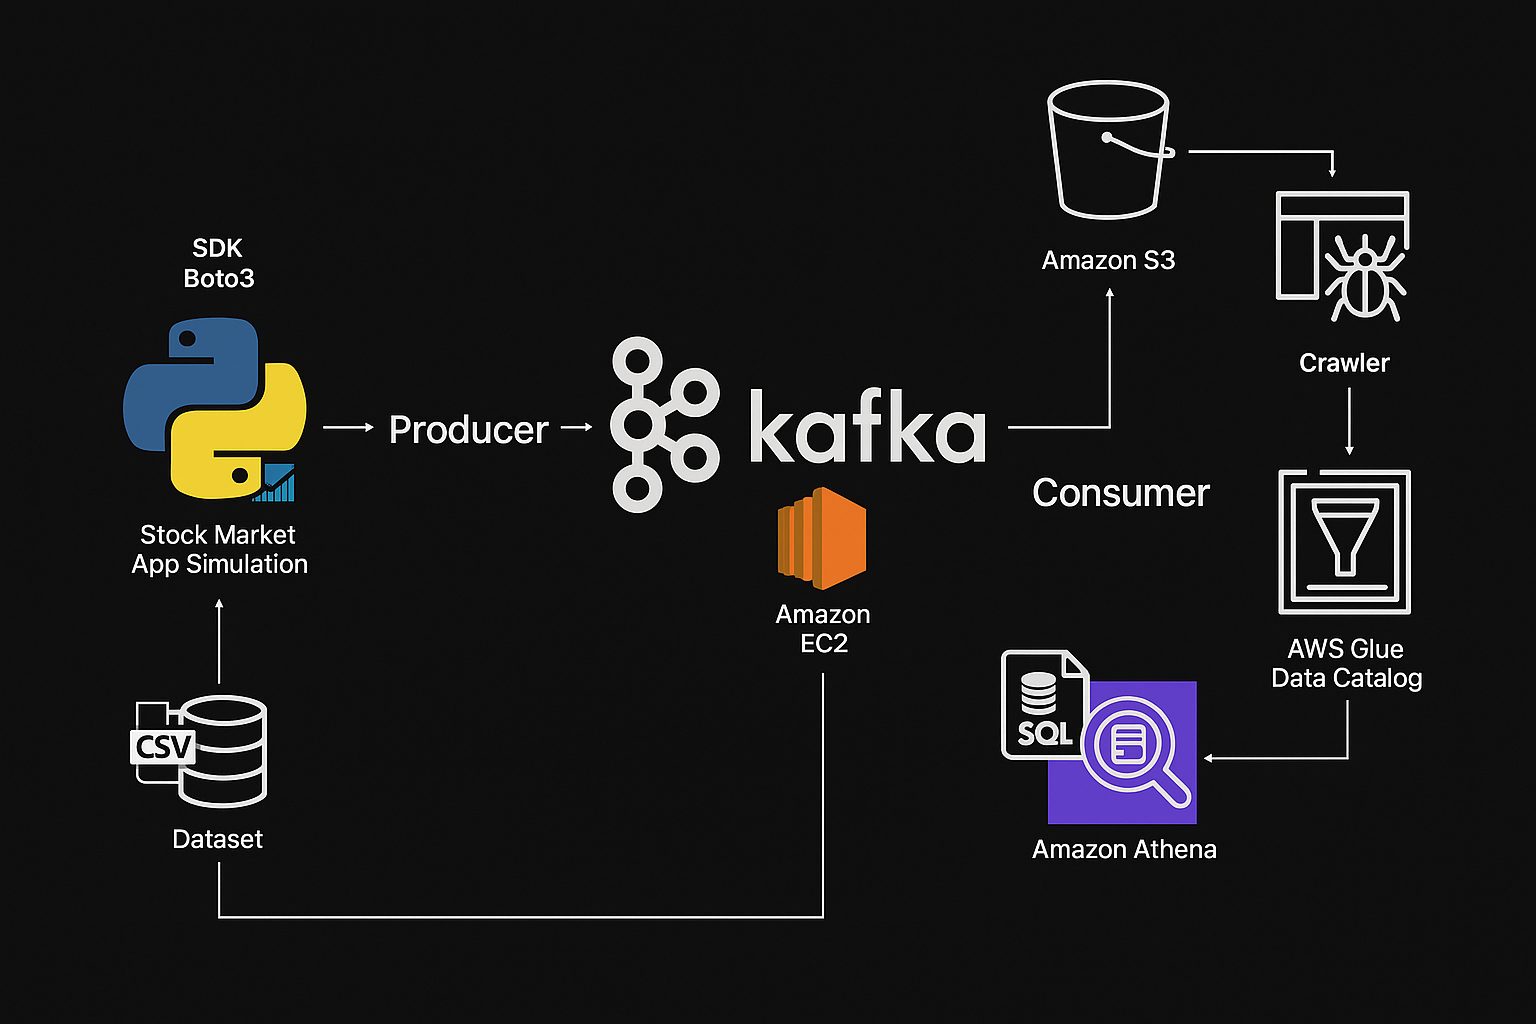 SDK
Boto3
Stock Market
App Simulation
CSV
Dataset
Producer
kafka
Amazon
EC2
Consumer
Amazon S3
Crawler
AWS Glue
Data Catalog
SQL
Amazon Athena